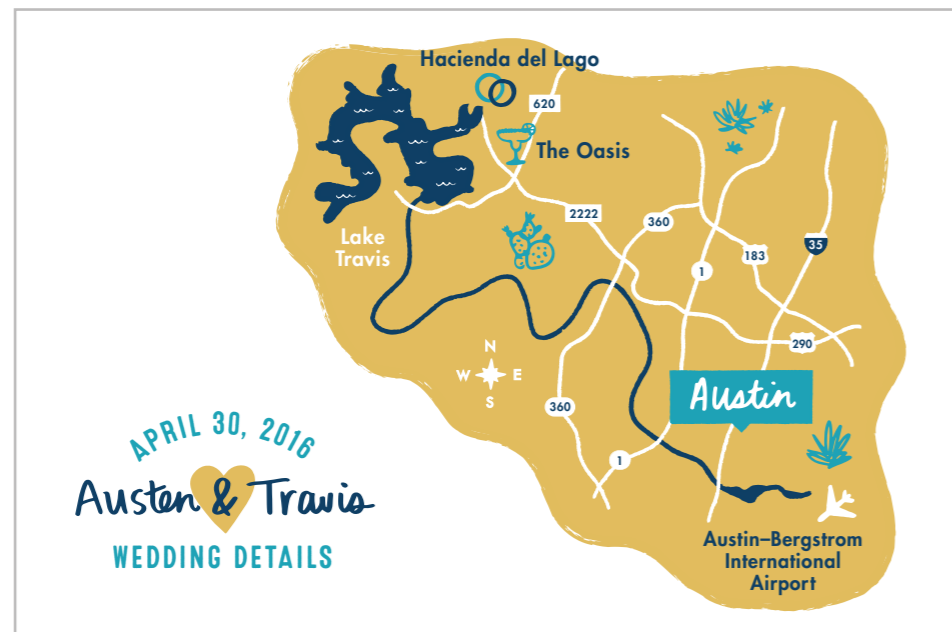 Hacienda del Lago
620
The Oasis
2222
360
Lake
Travis
35
183
1
N
W E
S
290
Austin
360
1
APRIL 30, 2016
Austen & Travis
WEDDING DETAILS
Austin–Bergstrom
International
Airport